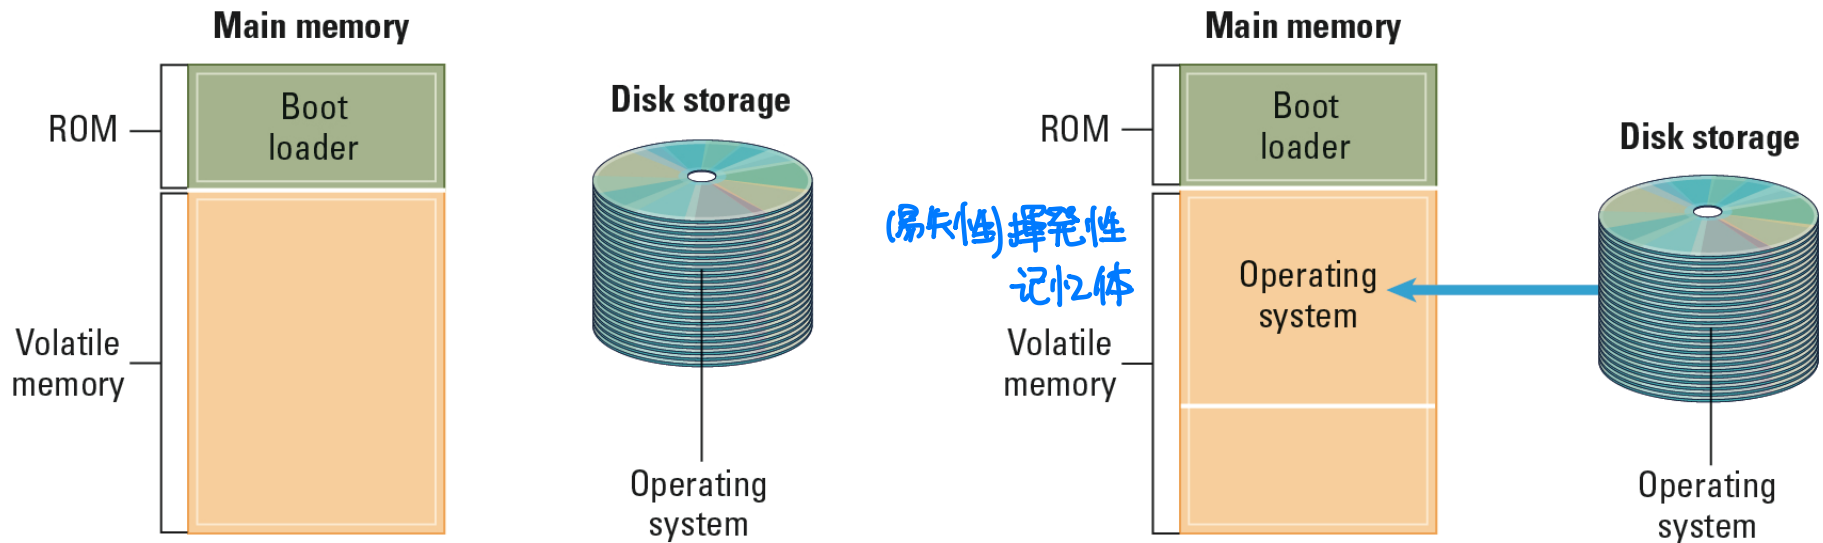 Main memory
ROM
Boot
loader
Volatile
memory
Disk storage
Operating
system
Main memory
ROM
Boot
loader
(易失性)挥発性
记忆体
Volatile
memory
Operating
system
Disk storage
Operating
system